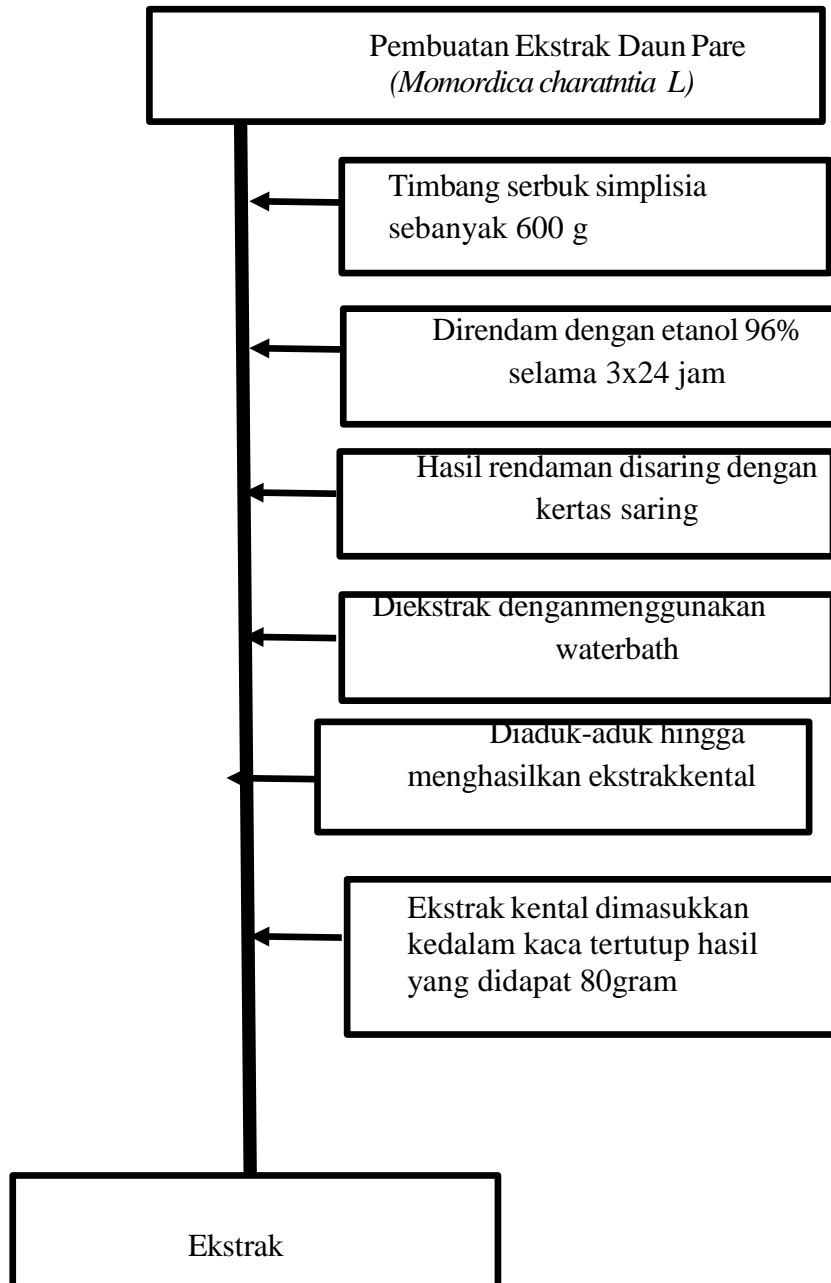 Pembuatan Ekstrak Daun Pare
(Momordica charatntia L)
Timbang serbuk simplisia
sebanyak 600 g
Direndam dengan etanol 96%
selama 3x24 jam
Hasil rendaman disaring dengan
kertas saring
Diekstrak denganmenggunakan
waterbath
Diaduk-aduk hingga
menghasilkan ekstrakkental
Ekstrak kental dimasukkan
kedalam kaca tertutup hasil
yang didapat 80gram
Ekstrak